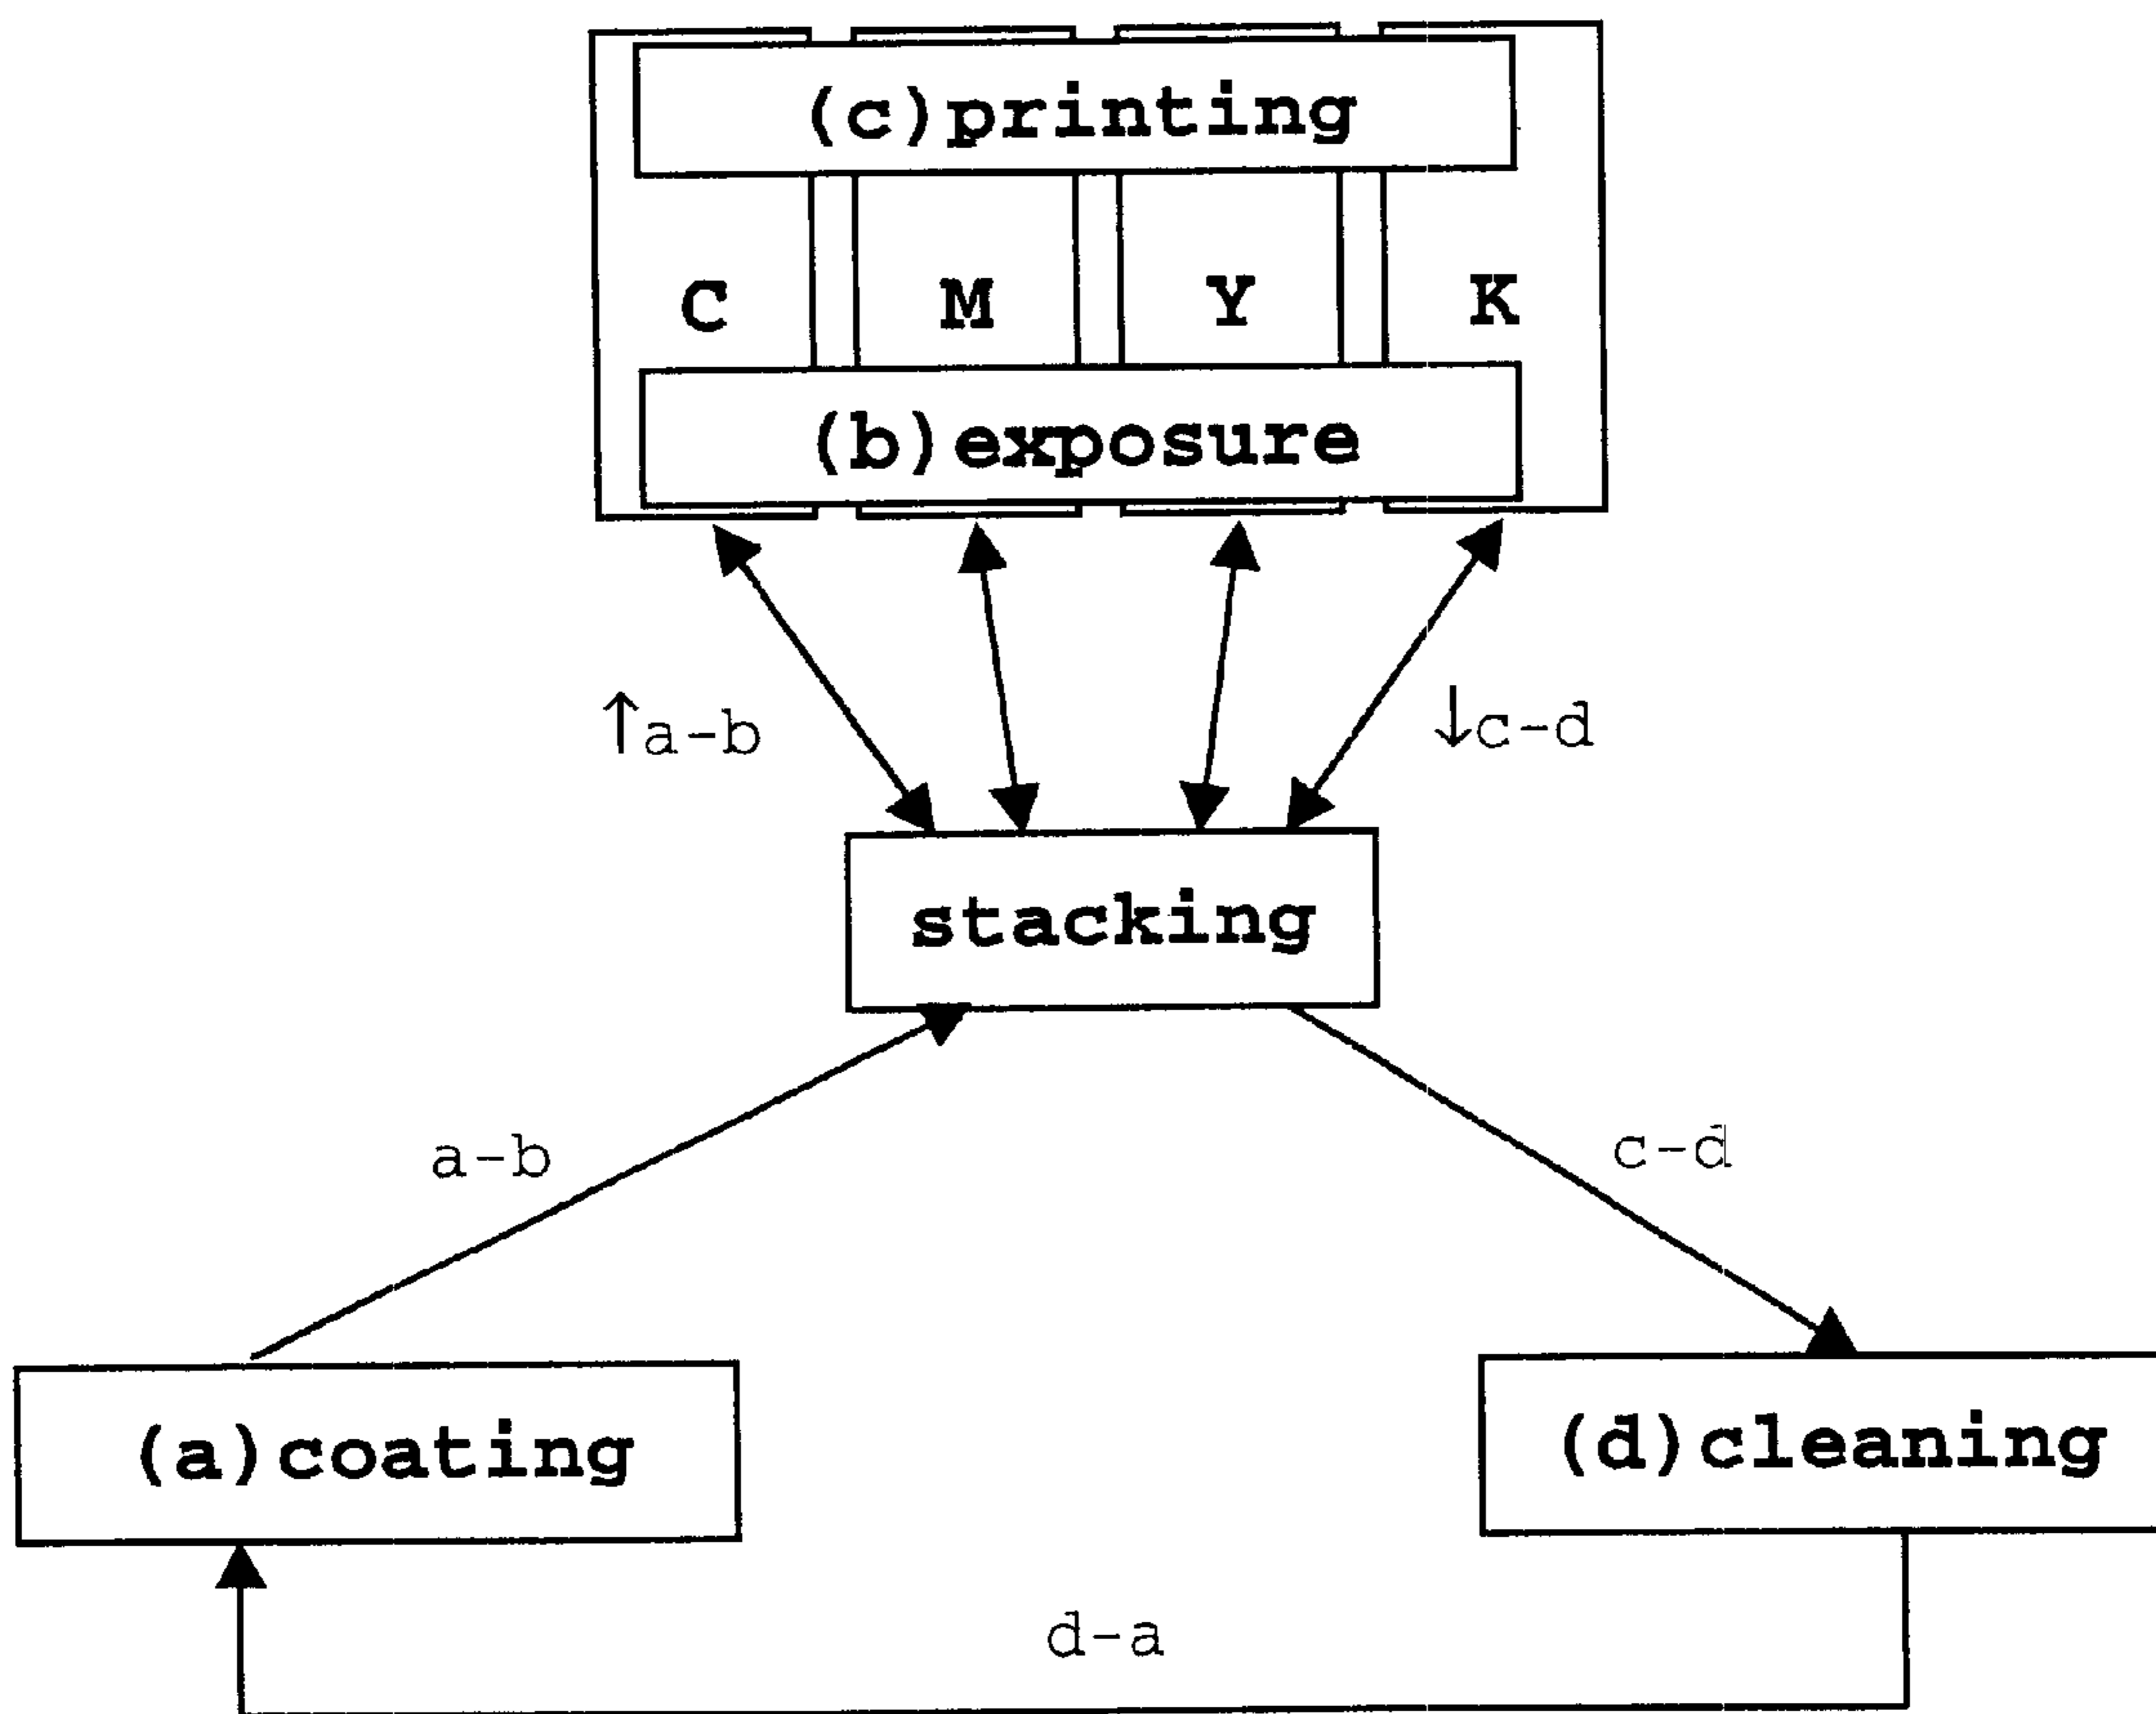 (c)printing
C M Y K
(b)exposure
↑a-b ↓c-d
stacking
a-b c-d
(a)coating (d)cleaning
d-a